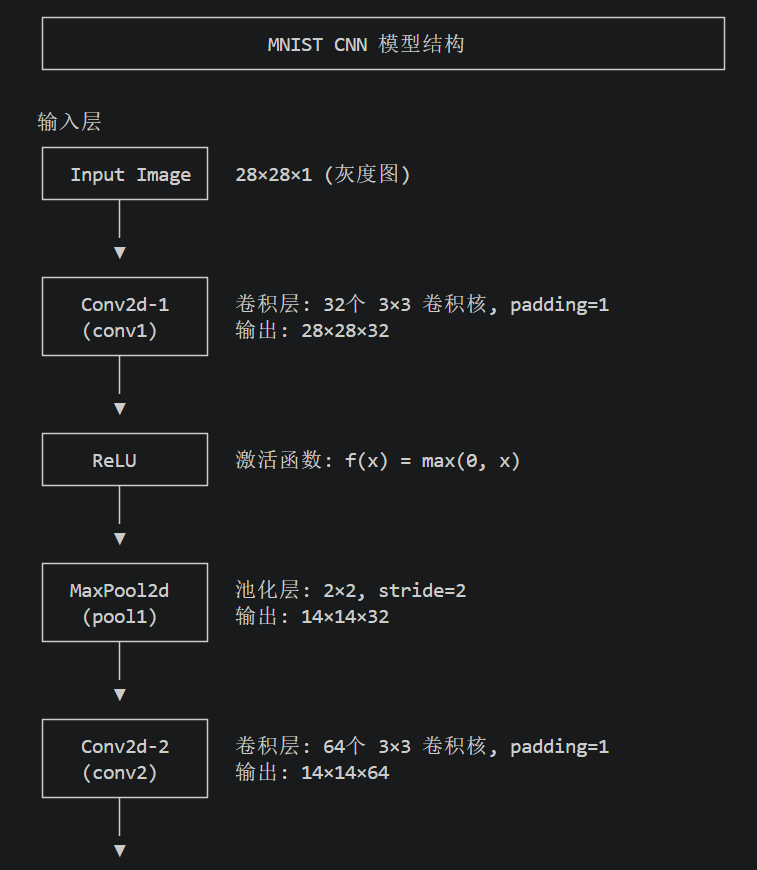 MNIST CNN 模型结构
输入层
Input Image 28×28×1 (灰度图)
Conv2d-1 卷积层: 32个 3×3 卷积核, padding=1
(conv1) 输出: 28×28×32
ReLU 激活函数: f(x) = max(0, x)
MaxPool2d 池化层: 2×2, stride=2
(pool1) 输出: 14×14×32
Conv2d-2 卷积层: 64个 3×3 卷积核, padding=1
(conv2) 输出: 14×14×64